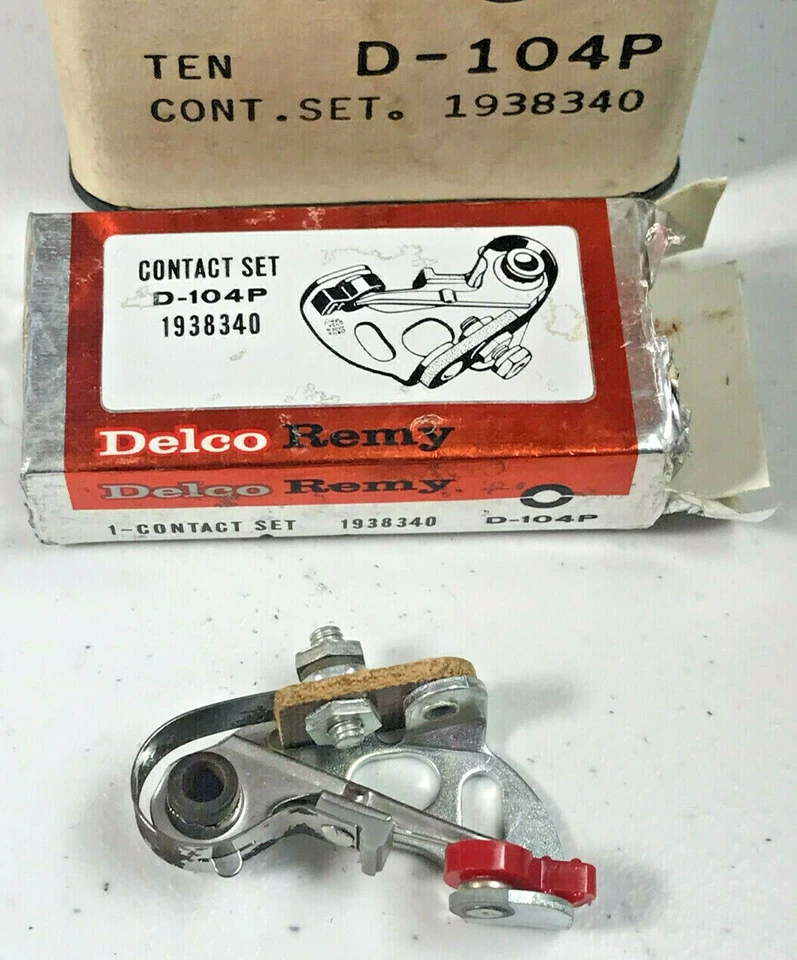 TEN D-104P
CONT.SET. 1938340
CONTACT SET
D-104P
1938340
Delco Remy
Delco Remy
1-CONTACT SET 1938340 D-104P